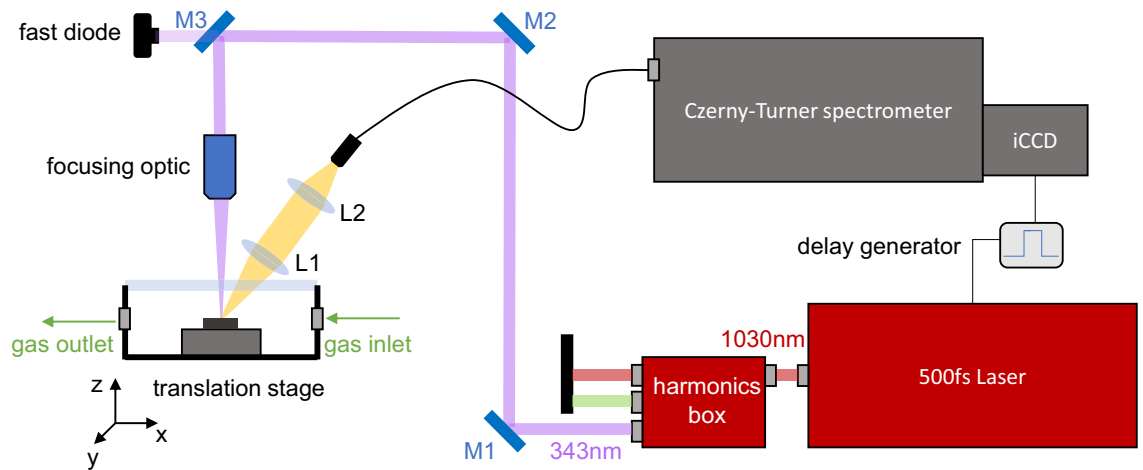 M3
M2
fast diode
Czerny-Turner spectrometer
iCCD
focusing optic
L2
delay generator
L1
gas outlet
gas inlet
1030nm
500fs Laser
translation stage
harmonics
box
z
x
y
M1
343nm